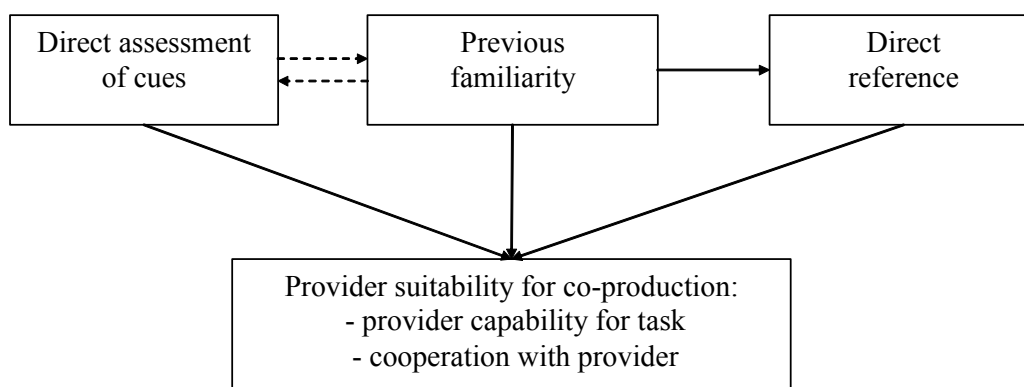 Direct assessment
of cues
Previous
familiarity
Direct
reference
Provider suitability for co-production:
- provider capability for task
- cooperation with provider